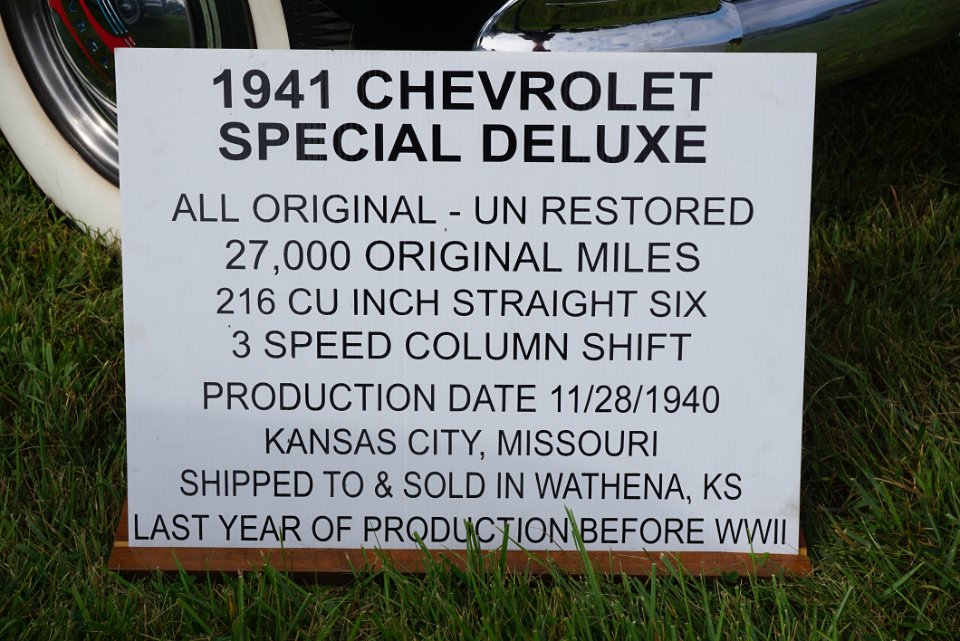 1941 CHEVROLET
SPECIAL DELUXE
ALL ORIGINAL - UN RESTORED
27,000 ORIGINAL MILES
216 CU INCH STRAIGHT SIX
3 SPEED COLUMN SHIFT
PRODUCTION DATE 11/28/1940
KANSAS CITY, MISSOURI
SHIPPED TO & SOLD IN WATHENA, KS
LAST YEAR OF PRODUCTION BEFORE WWII